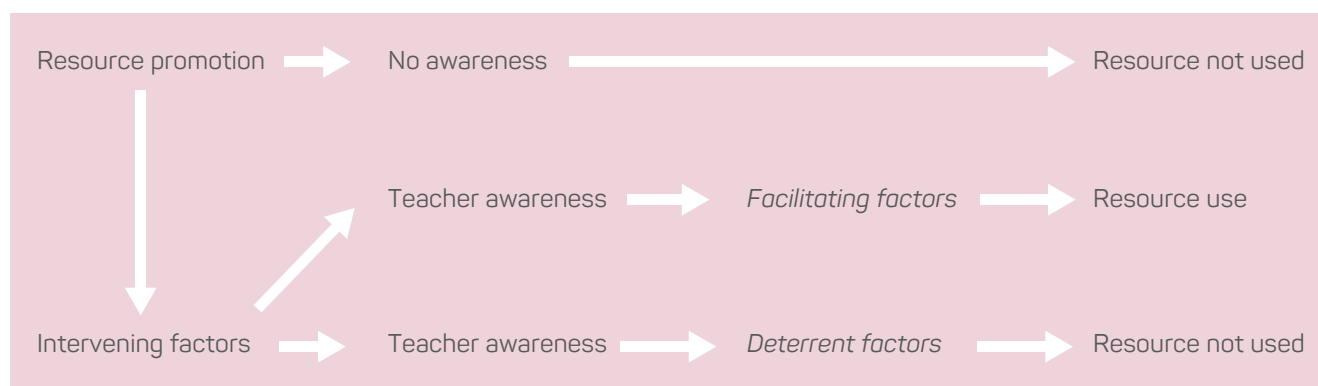 Resource promotion No awareness Resource not used
Teacher awareness Facilitating factors Resource use
Intervening factors Teacher awareness Deterrent factors Resource not used